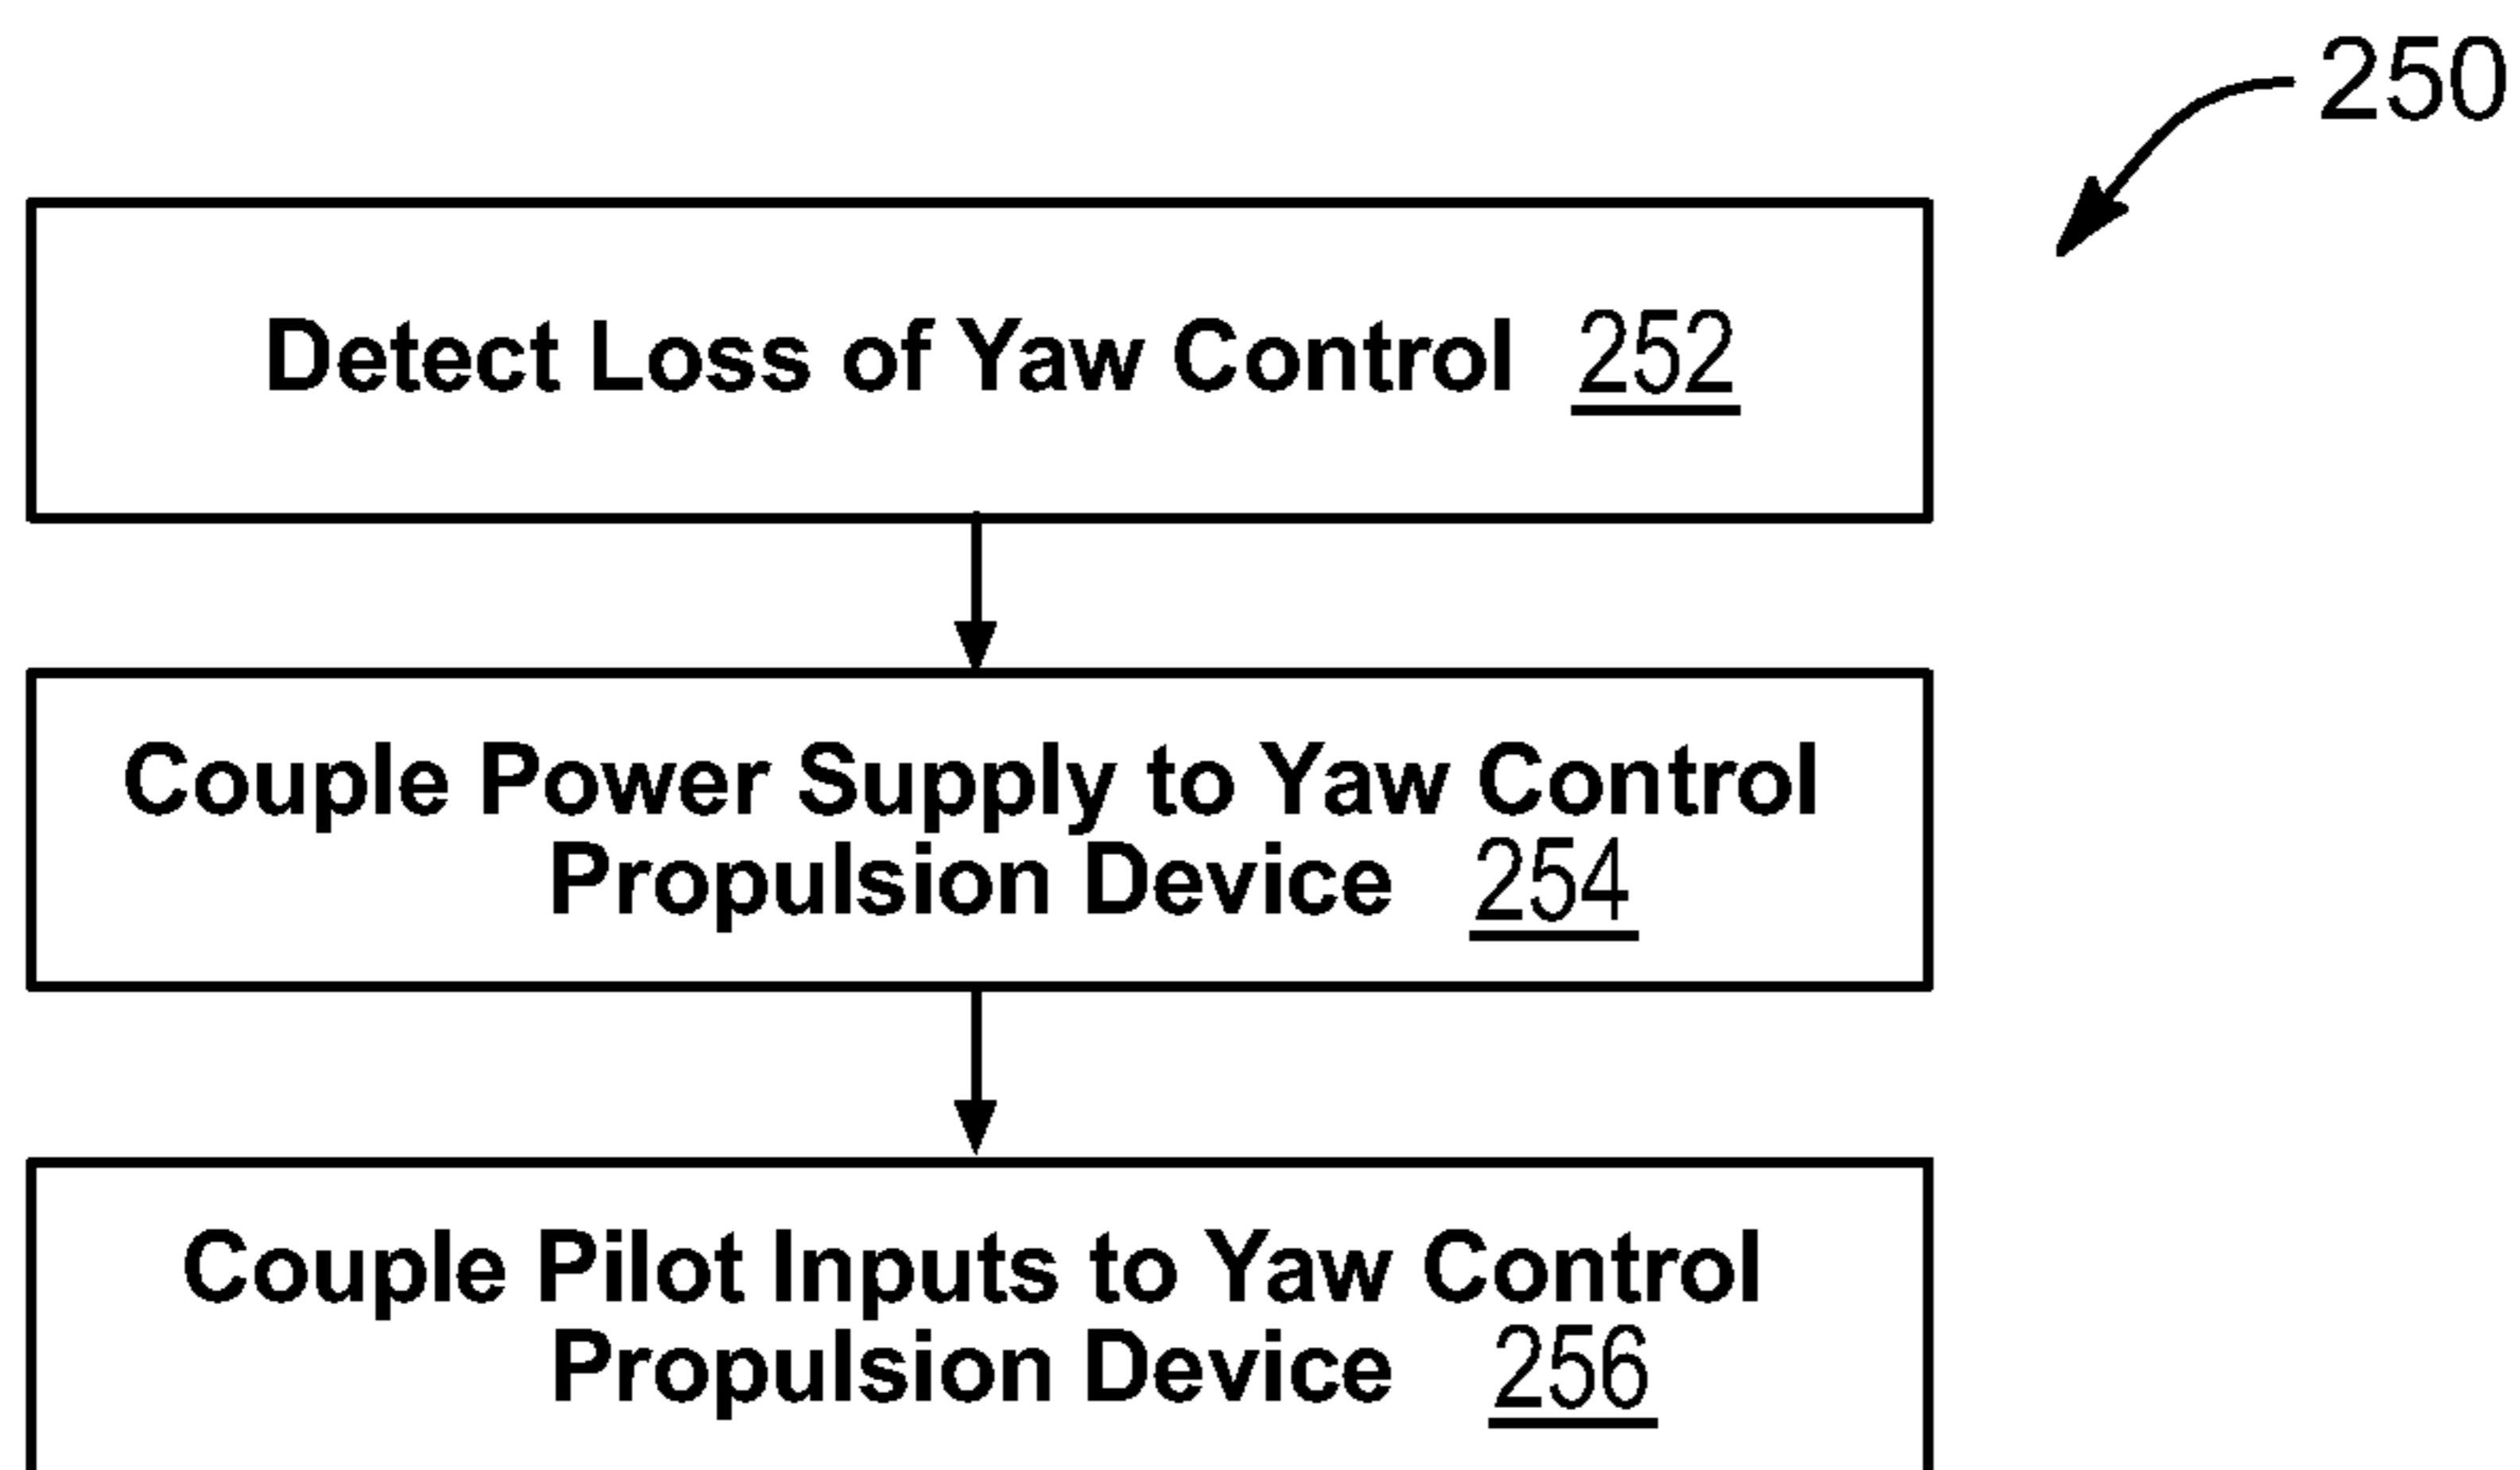 250
Detect Loss of Yaw Control 252
Couple Power Supply to Yaw Control
Propulsion Device 254
Couple Pilot Inputs to Yaw Control
Propulsion Device 256